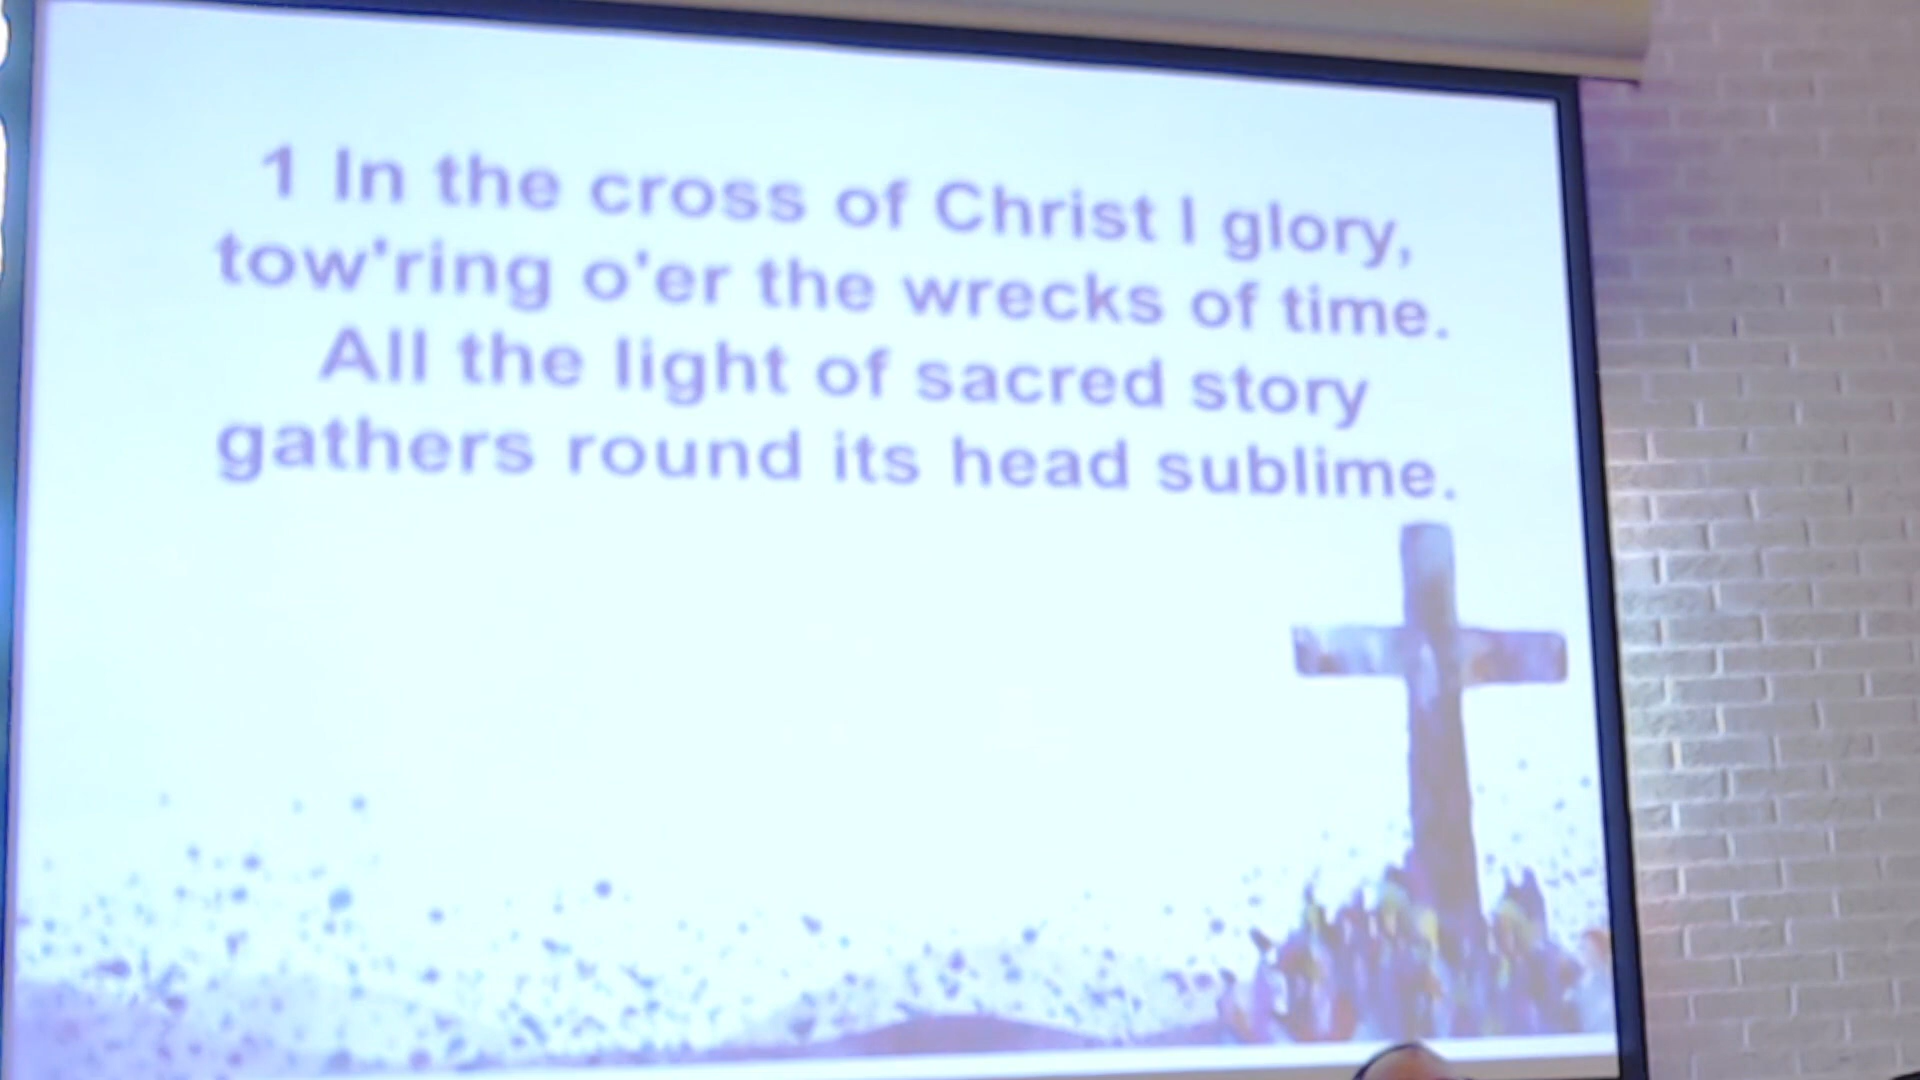 1 In the cross of Christ I glory,
tow'ring o'er the wrecks of time.
All the light of sacred story
gathers round its head sublime.